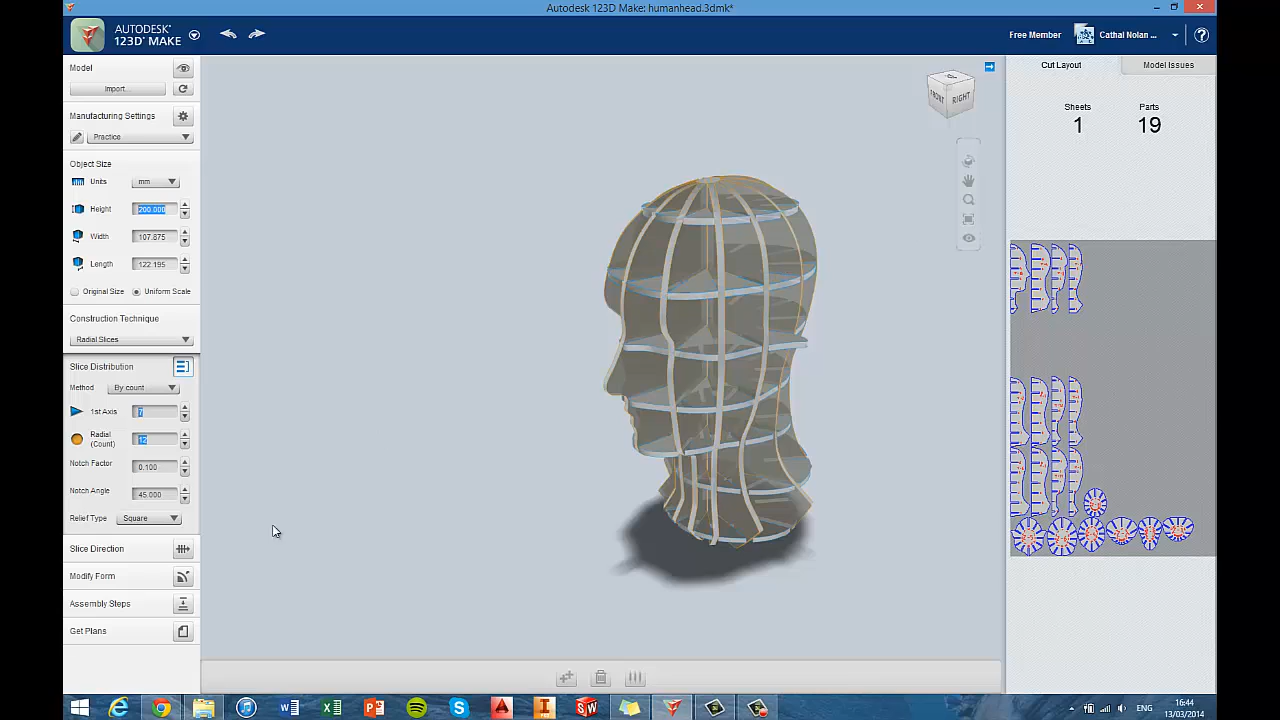 Autodesk 123D Make: humanhead.3dmk*
AUTODESK®
123D® MAKE
Free Member
Cathal Nolan ...
Model
Import...
Manufacturing Settings
Practice
Object Size
Units
mm
Height
200.000
Width
107.875
Length
122.195
Original Size
Uniform Scale
Construction Technique
Radial Slices
Slice Distribution
Method
By count
1st Axis
7
Radial
(Count)
12
Notch Factor
0.100
Notch Angle
45.000
Relief Type
Square
Slice Direction
Modify Form
Assembly Steps
Get Plans
FRONT
RIGHT
Cut Layout
Model Issues
Sheets
Parts
1
19
ENG
16:44
13/03/2014